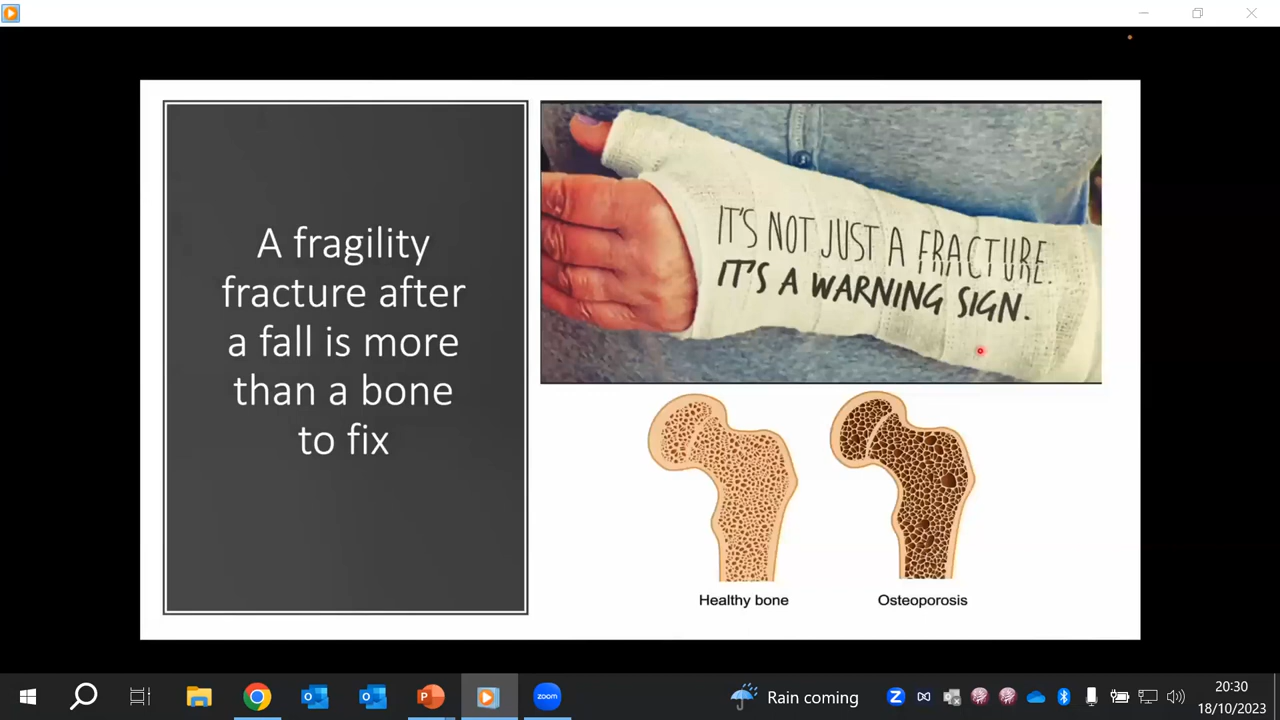 A fragility
fracture after
a fall is more
than a bone
to fix
IT'S NOT JUST A FRACTURE.
IT'S A WARNING SIGN.
Healthy bone
Osteoporosis
zoom
Rain coming
20:30
18/10/2023